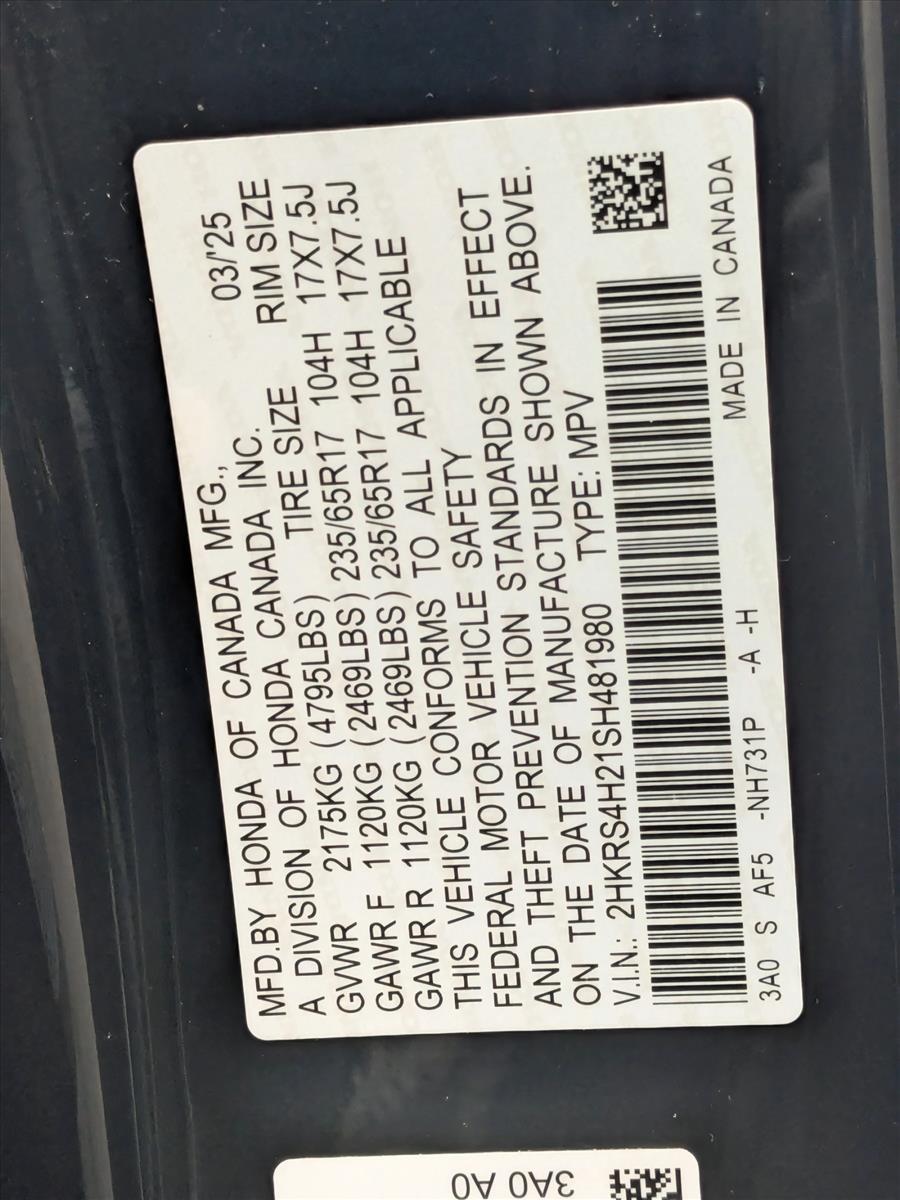 MFD.BY HONDA OF CANADA MFG., 03/'25
A DIVISION OF HONDA CANADA INC.
TIRE SIZE RIM SIZE
GVWR 2175KG (4795LBS)
GAWR F 1120KG (2469LBS) 235/65R17 104H 17X7.5J
GAWR R 1120KG (2469LBS) 235/65R17 104H 17X7.5J
THIS VEHICLE CONFORMS TO ALL APPLICABLE
FEDERAL MOTOR VEHICLE SAFETY
AND THEFT PREVENTION STANDARDS IN EFFECT
ON THE DATE OF MANUFACTURE SHOWN ABOVE.
V.I.N.: 2HKRS4H21SH481980 TYPE: MPV
3A0 S AF5 -NH731P -A -H MADE IN CANADA
3A0 A0